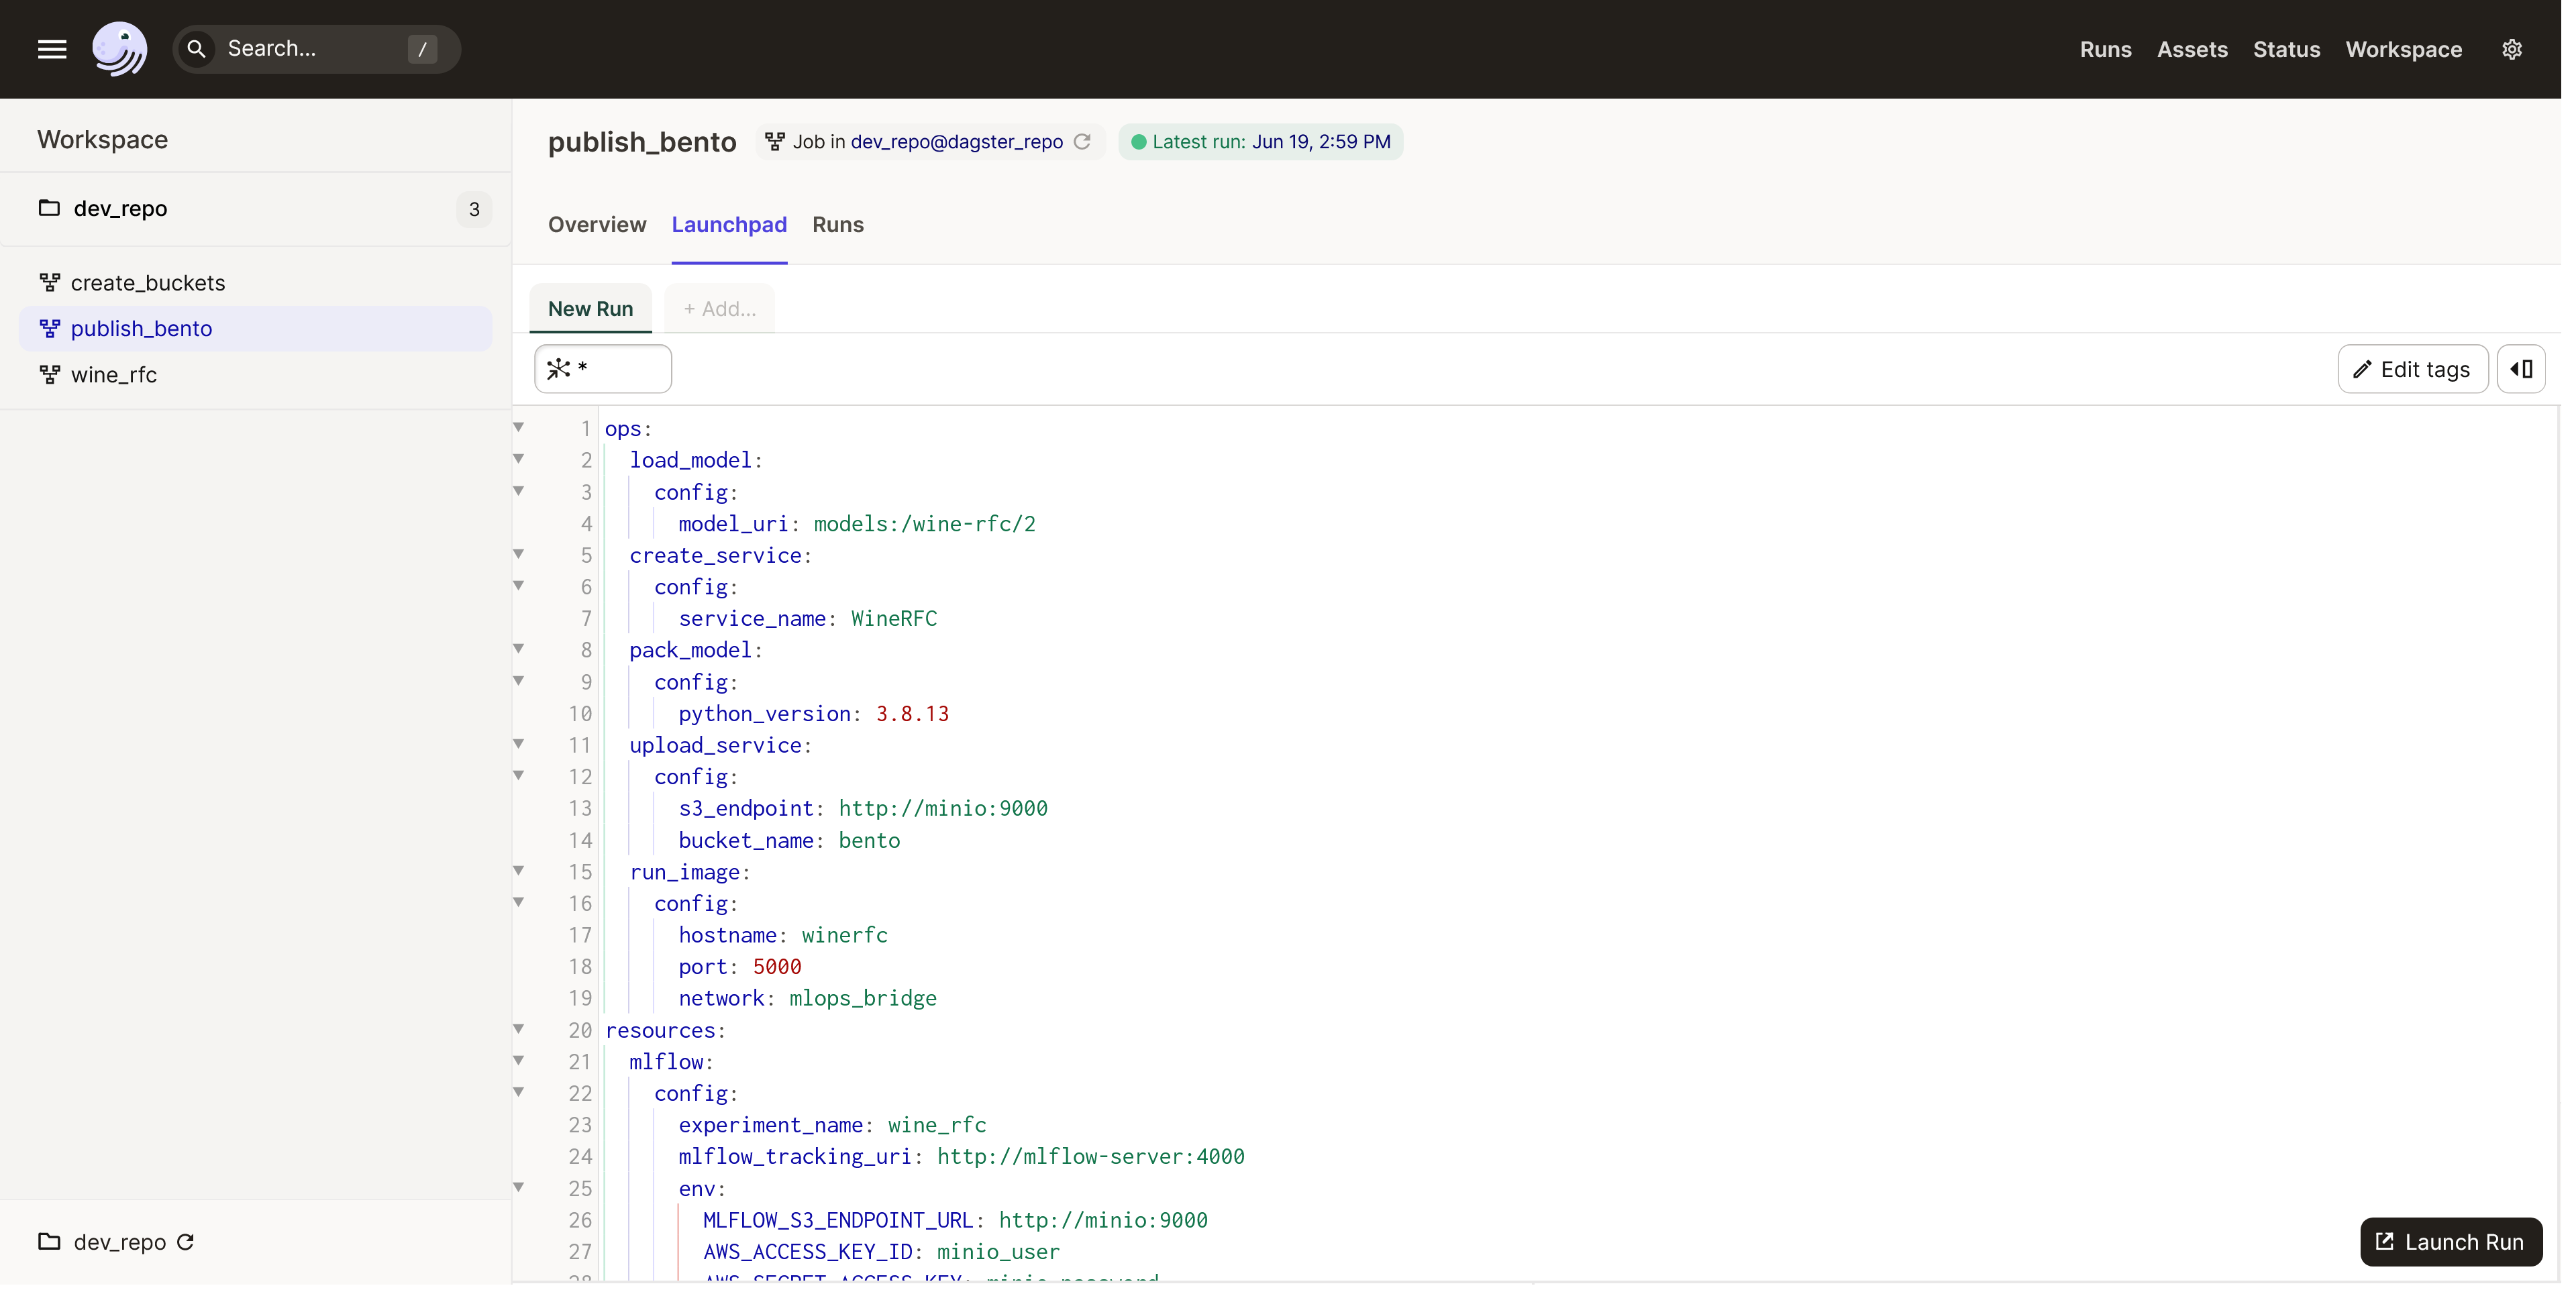 Search... /
Runs Assets Status Workspace
Workspace
dev_repo 3
create_buckets
publish_bento
wine_rfc
dev_repo
publish_bento Job in dev_repo@dagster_repo Latest run: Jun 19, 2:59 PM
Overview Launchpad Runs
New Run + Add...
*
Edit tags
1 ops:
2 load_model:
3 config:
4 model_uri: models:/wine-rfc/2
5 create_service:
6 config:
7 service_name: WineRFC
8 pack_model:
9 config:
10 python_version: 3.8.13
11 upload_service:
12 config:
13 s3_endpoint: http://minio:9000
14 bucket_name: bento
15 run_image:
16 config:
17 hostname: winerfc
18 port: 5000
19 network: mlops_bridge
20 resources:
21 mlflow:
22 config:
23 experiment_name: wine_rfc
24 mlflow_tracking_uri: http://mlflow-server:4000
25 env:
26 MLFLOW_S3_ENDPOINT_URL: http://minio:9000
27 AWS_ACCESS_KEY_ID: minio_user
28 AWS_SECRET_ACCESS_KEY: minio_password
Launch Run